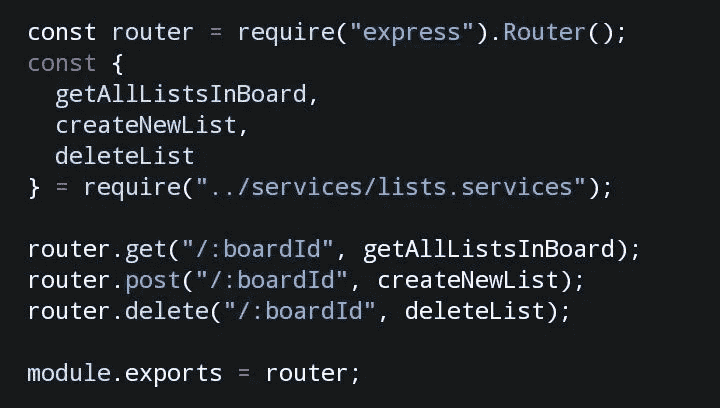 const router = require("express").Router();
const {
  getAllListsInBoard,
  createNewList,
  deleteList
} = require("../services/lists.services");

router.get("/:boardId", getAllListsInBoard);
router.post("/:boardId", createNewList);
router.delete("/:boardId", deleteList);

module.exports = router;